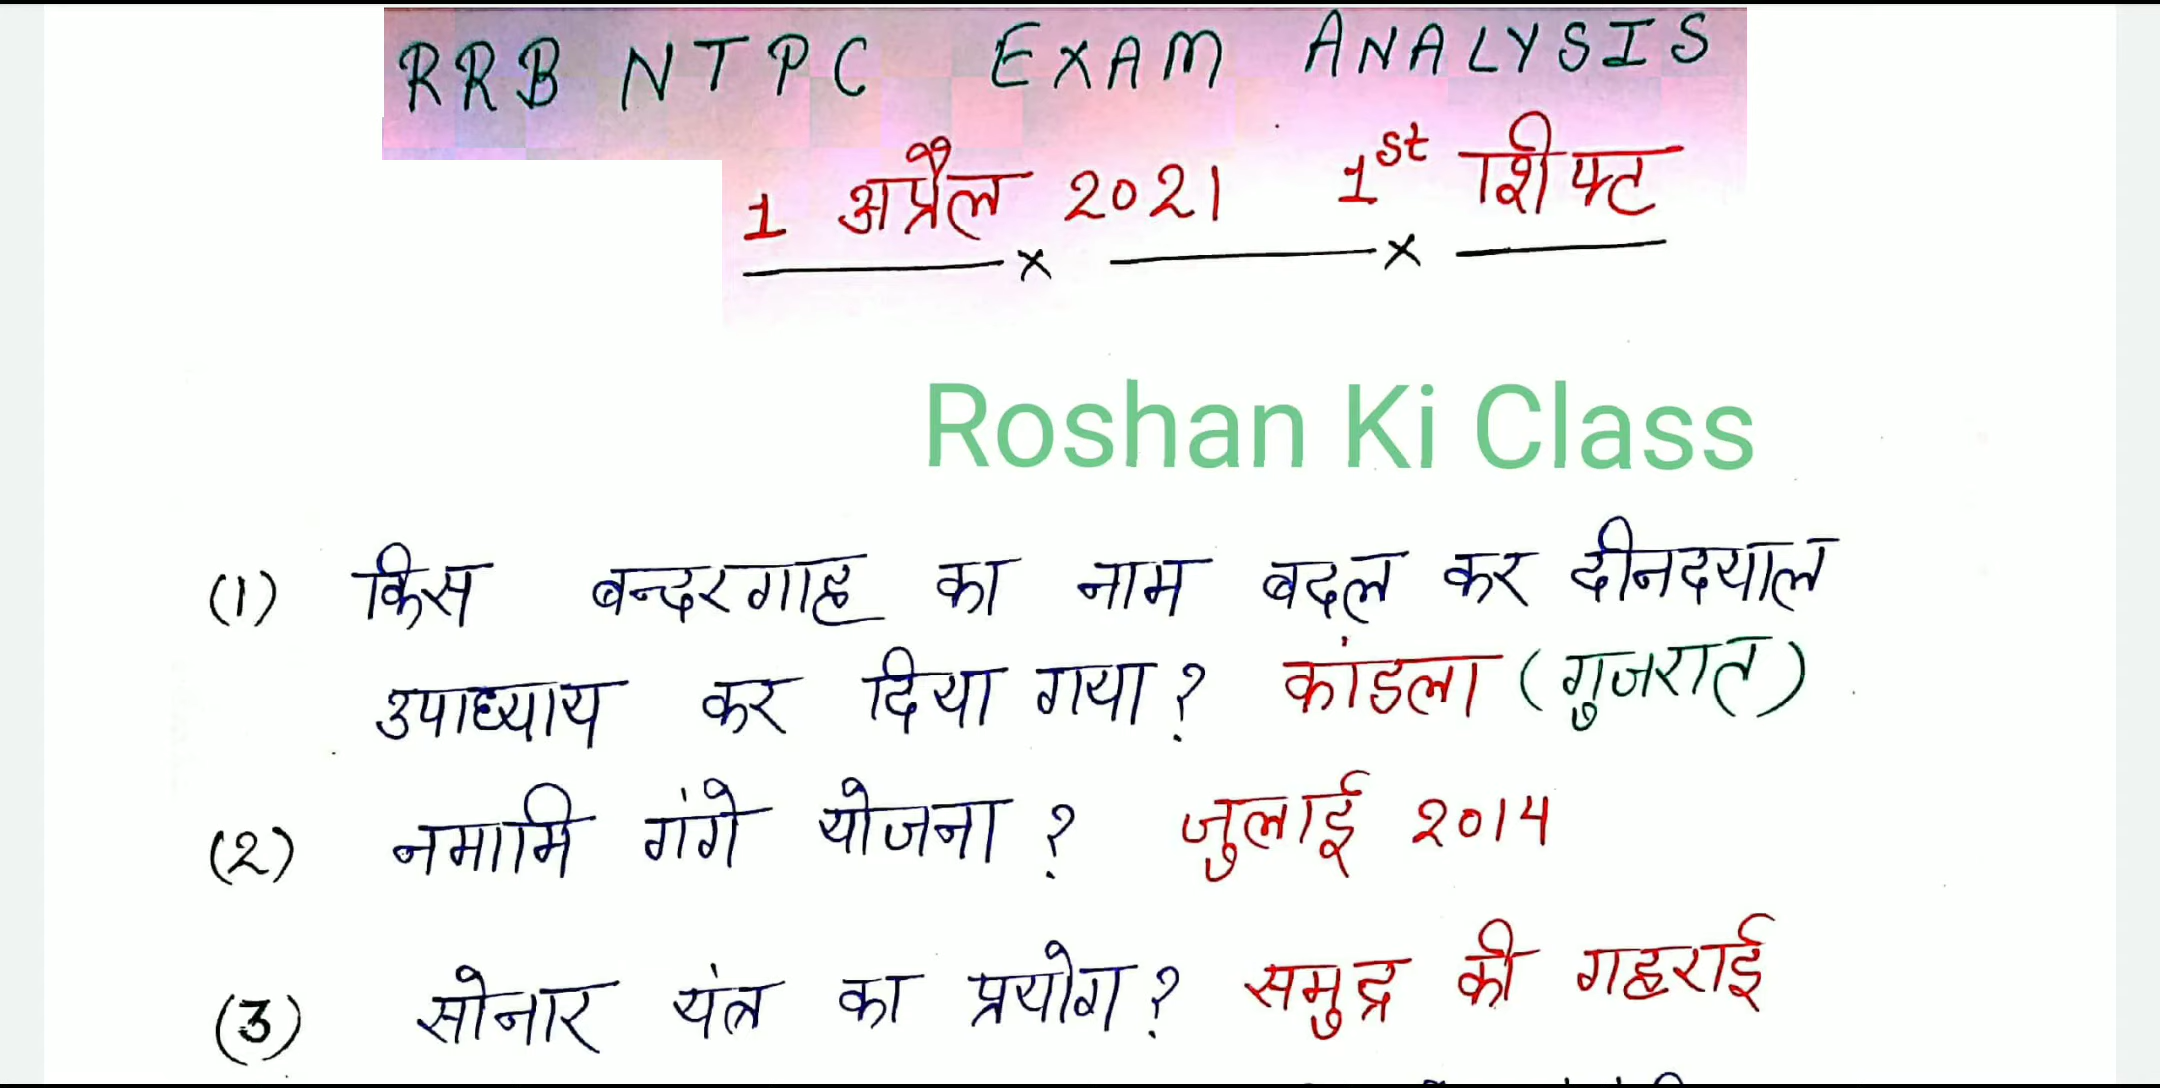 RRB NTPC EXAM ANALYSIS
1 अप्रैल 2021 1st शिफ्ट
Roshan Ki Class
(1) किस बन्दरगाह का नाम बदल कर दीनदयाल
उपाध्याय कर दिया गया? कांडला (गुजरात)
(2) नमामि गंगे योजना? जुलाई 2014
(3) सोनार यंत्र का प्रयोग? समुद्र की गहराई